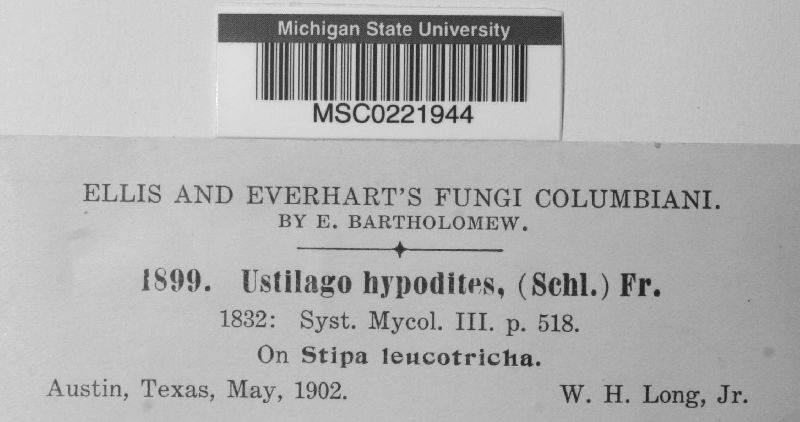 Michigan State University
MSC0221944
ELLIS AND EVERHART'S FUNGI COLUMBIANI.
BY E. BARTHOLOMEW.
1899. Ustilago hypodites, (Schl.) Fr.
1832: Syst. Mycol. III. p. 518.
On Stipa leucotricha.
Austin, Texas, May, 1902. W. H. Long, Jr.